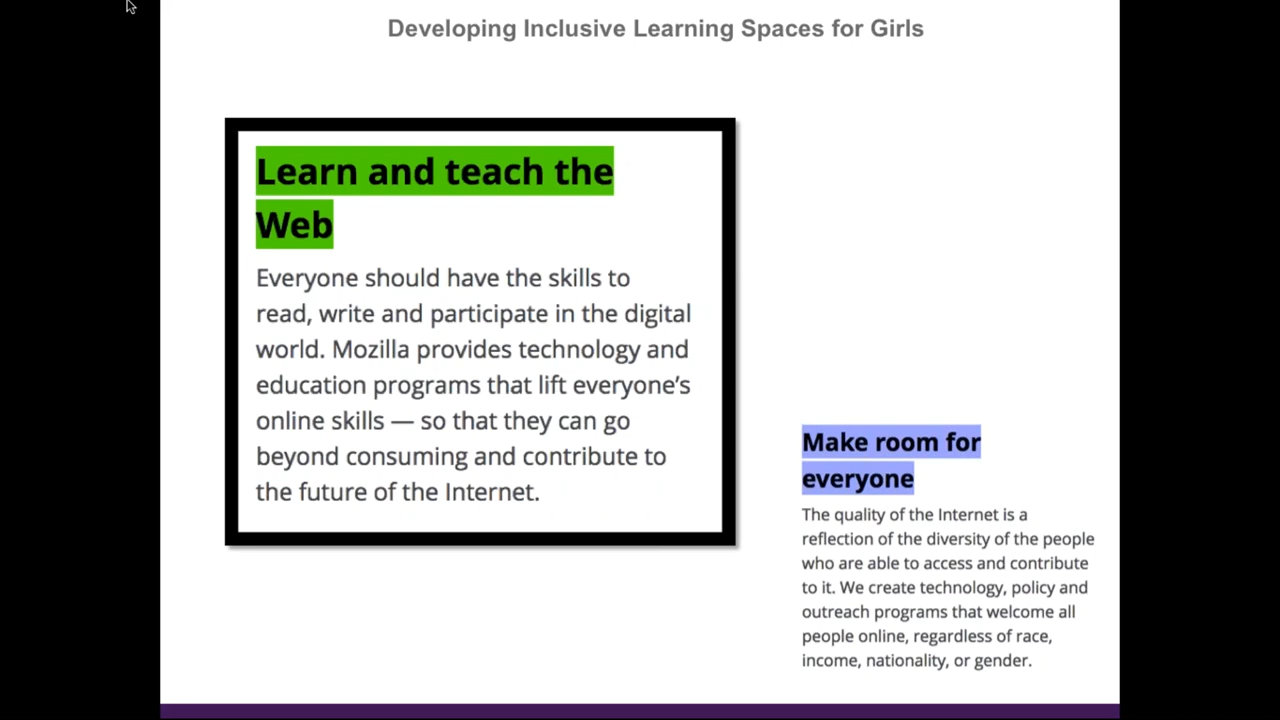 Developing Inclusive Learning Spaces for Girls
Learn and teach the
Web
Everyone should have the skills to
read, write and participate in the digital
world. Mozilla provides technology and
education programs that lift everyone’s
online skills — so that they can go
beyond consuming and contribute to
the future of the Internet.
Make room for
everyone
The quality of the Internet is a
reflection of the diversity of the people
who are able to access and contribute
to it. We create technology, policy and
outreach programs that welcome all
people online, regardless of race,
income, nationality, or gender.